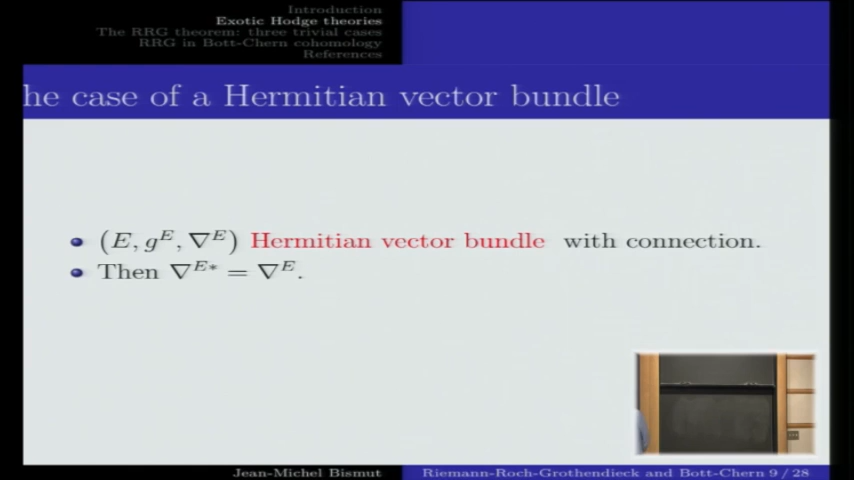 Introduction
Exotic Hodge theories
The RRG theorem: three trivial cases
RRG in Bott-Chern cohomology
References
he case of a Hermitian vector bundle
(E, g^E, ∇^E) Hermitian vector bundle with connection.
Then ∇^{E*} = ∇^E.
Jean-Michel Bismut
Riemann-Roch-Grothendieck and Bott-Chern 9 / 28